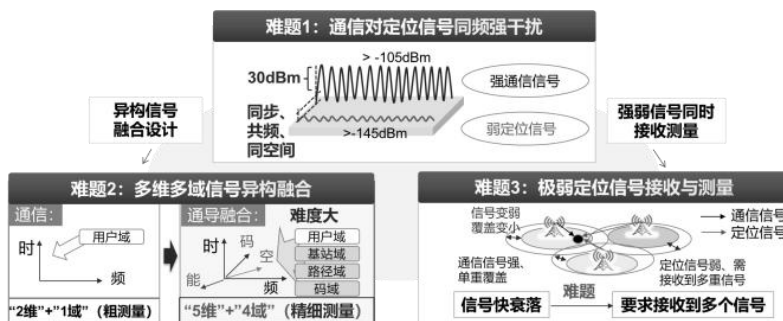 难题1：通信对定位信号同频强干扰
> -105dBm
30dBm
强通信信号
同步、
共频、
同空间
>-145dBm
弱定位信号
异构信号
融合设计
强弱信号同时
接收测量
难题2：多维多域信号异构融合
通信：
用户域
时
频
“2维”+“1域”（粗测量）
通导融合：
难度大
时
码
空
能
频
用户域
基站域
路径域
码域
“5维”+“4域”（精细测量）
难题3：极弱定位信号接收与测量
信号变弱
覆盖变小
通信信号
定位信号
通信信号强、
单重覆盖
定位信号弱、需
接收到多重信号
难题
信号快衰落
要求接收到多个信号